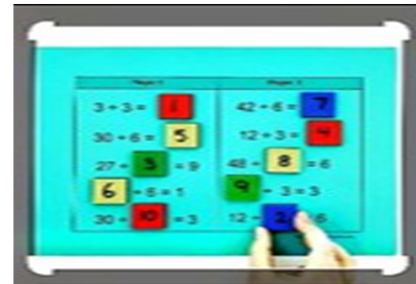 3 ÷ 3 = 1 42 ÷ 6 = 7
30 ÷ 6 = 5 12 ÷ 3 = 4
27 ÷ 3 = 9 48 ÷ 8 = 6
6 ÷ 6 = 1 9 ÷ 3 = 3
30 ÷ 10 = 3 12 ÷ 2 = 6